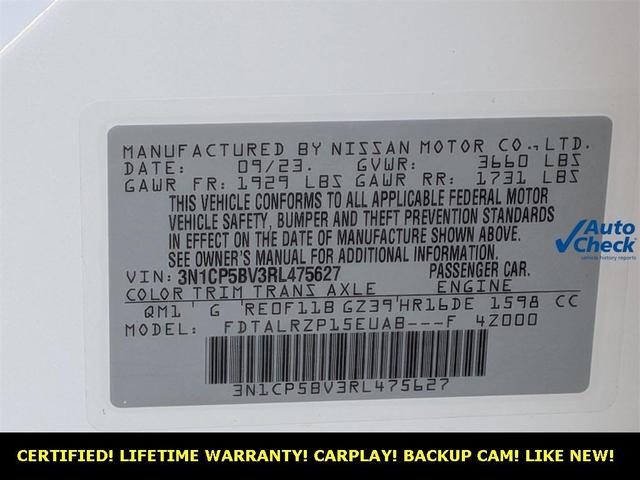 MANUFACTURED BY NISSAN MOTOR CO., LTD.
DATE: 09/23. GVWR: 3660 LBS
GAWR FR: 1929 LBS GAWR RR: 1731 LBS
THIS VEHICLE CONFORMS TO ALL APPLICABLE FEDERAL MOTOR
VEHICLE SAFETY, BUMPER AND THEFT PREVENTION STANDARDS
IN EFFECT ON THE DATE OF MANUFACTURE SHOWN ABOVE.
SEE OWNER'S MANUAL FOR ADDITIONAL INFORMATION.
VIN: 3N1CP5BV3RL475627 PASSENGER CAR.
COLOR TRIM TRANS AXLE ENGINE
QM1 G RE0F11B GZ39 HR16DE 1598 CC
MODEL: FDTALRZP15EUAB---F 4Z000
3N1CP5BV3RL475627
Auto
Check
vehicles bought verified
CERTIFIED! LIFETIME WARRANTY! CARPLAY! BACKUP CAM! LIKE NEW!